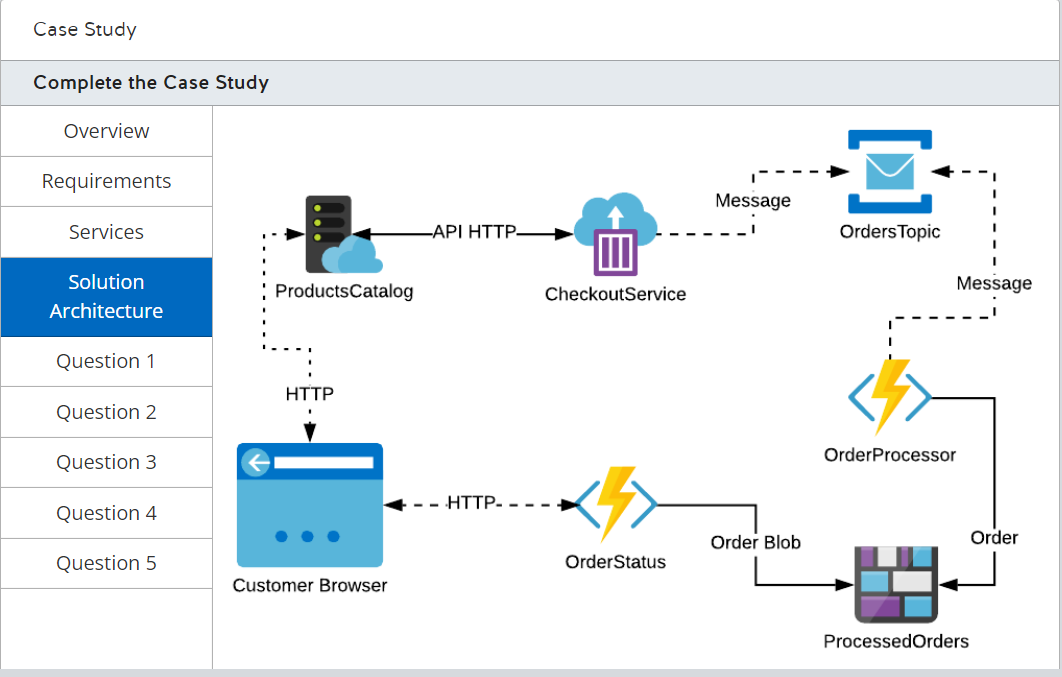 Case Study
Complete the Case Study
Overview
Requirements
Services
Solution
Architecture
Question 1
Question 2
Question 3
Question 4
Question 5
OrdersTopic
Message
API HTTP
ProductsCatalog
CheckoutService
Message
HTTP
OrderProcessor
HTTP
OrderStatus
Order Blob
Order
Customer Browser
ProcessedOrders